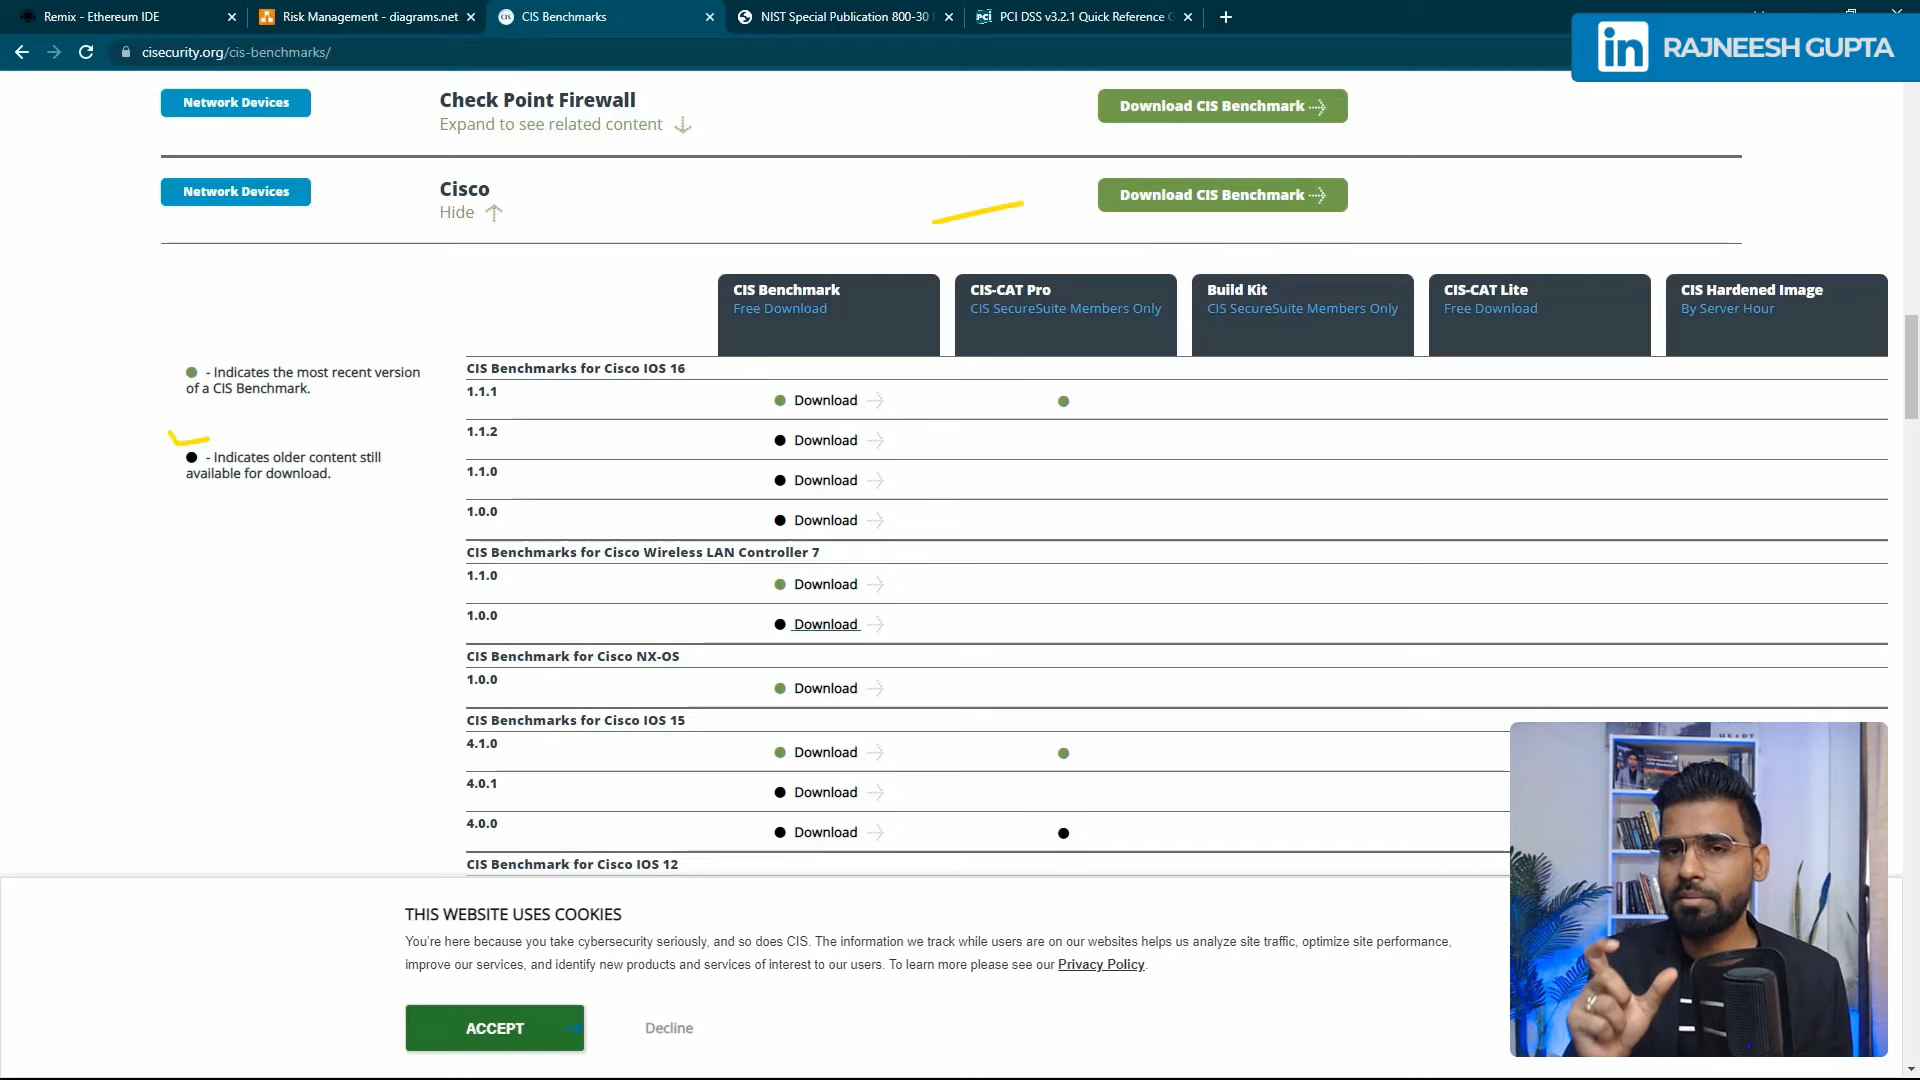 Remix - Ethereum IDE
Risk Management - diagrams.net
CIS Benchmarks
NIST Special Publication 800-30
PCI DSS v3.2.1 Quick Reference
cisecurity.org/cis-benchmarks/
in RAJNEESH GUPTA
Network Devices
Check Point Firewall
Expand to see related content
Download CIS Benchmark
Network Devices
Cisco
Hide
Download CIS Benchmark
CIS Benchmark
Free Download
CIS-CAT Pro
CIS SecureSuite Members Only
Build Kit
CIS SecureSuite Members Only
CIS-CAT Lite
Free Download
CIS Hardened Image
By Server Hour
- Indicates the most recent version
of a CIS Benchmark.
- Indicates older content still
available for download.
CIS Benchmarks for Cisco IOS 16
1.1.1 Download
1.1.2 Download
1.1.0 Download
1.0.0 Download
CIS Benchmarks for Cisco Wireless LAN Controller 7
1.1.0 Download
1.0.0 Download
CIS Benchmark for Cisco NX-OS
1.0.0 Download
CIS Benchmarks for Cisco IOS 15
4.1.0 Download
4.0.1 Download
4.0.0 Download
CIS Benchmark for Cisco IOS 12
THIS WEBSITE USES COOKIES
You're here because you take cybersecurity seriously, and so does CIS. The information we track while users are on our websites helps us analyze site traffic, optimize site performance,
improve our services, and identify new products and services of interest to our users. To learn more please see our Privacy Policy.
ACCEPT
Decline